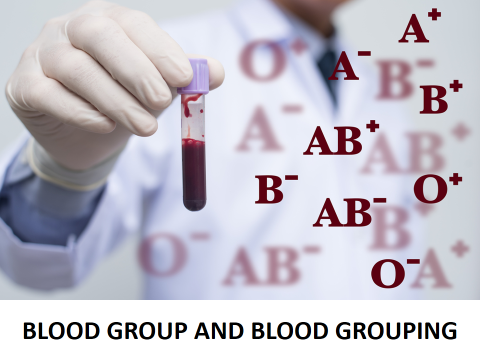 A+
O+
A-
B-
B+
A-
AB+
AB+
B-
O+
AB-
B+
O-
AB-
O-
A+
BLOOD GROUP AND BLOOD GROUPING